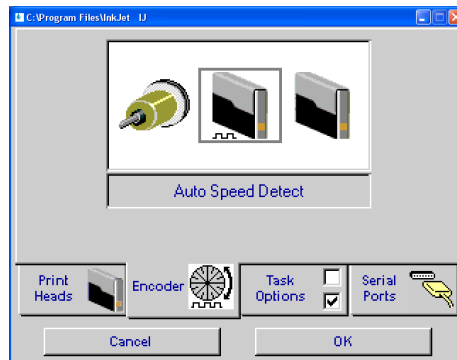 C:\Program Files\InkJet IJ
Auto Speed Detect
Print
Heads
Encoder
Task
Options
Serial
Ports
Cancel
OK